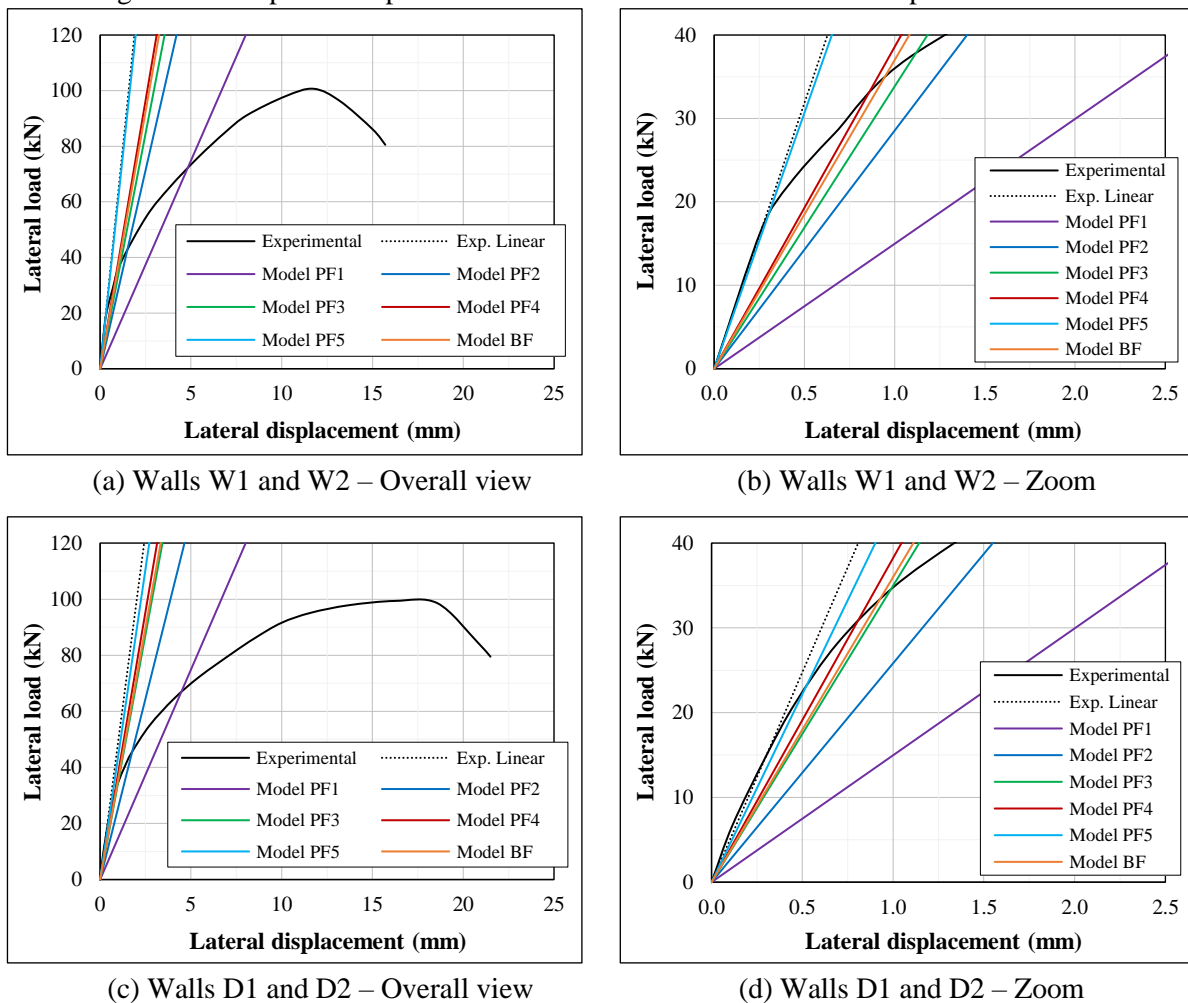 120
100
80
60
40
20
0
Lateral load (kN)
0 5 10 15 20 25
Lateral displacement (mm)
Experimental Exp. Linear
Model PF1 Model PF2
Model PF3 Model PF4
Model PF5 Model BF
(a) Walls W1 and W2 – Overall view
40
30
20
10
0
Lateral load (kN)
0.0 0.5 1.0 1.5 2.0 2.5
Lateral displacement (mm)
Experimental
Exp. Linear
Model PF1
Model PF2
Model PF3
Model PF4
Model PF5
Model BF
(b) Walls W1 and W2 – Zoom
120
100
80
60
40
20
0
Lateral load (kN)
0 5 10 15 20 25
Lateral displacement (mm)
Experimental Exp. Linear
Model PF1 Model PF2
Model PF3 Model PF4
Model PF5 Model BF
(c) Walls D1 and D2 – Overall view
40
30
20
10
0
Lateral load (kN)
0.0 0.5 1.0 1.5 2.0 2.5
Lateral displacement (mm)
Experimental
Exp. Linear
Model PF1
Model PF2
Model PF3
Model PF4
Model PF5
Model BF
(d) Walls D1 and D2 – Zoom